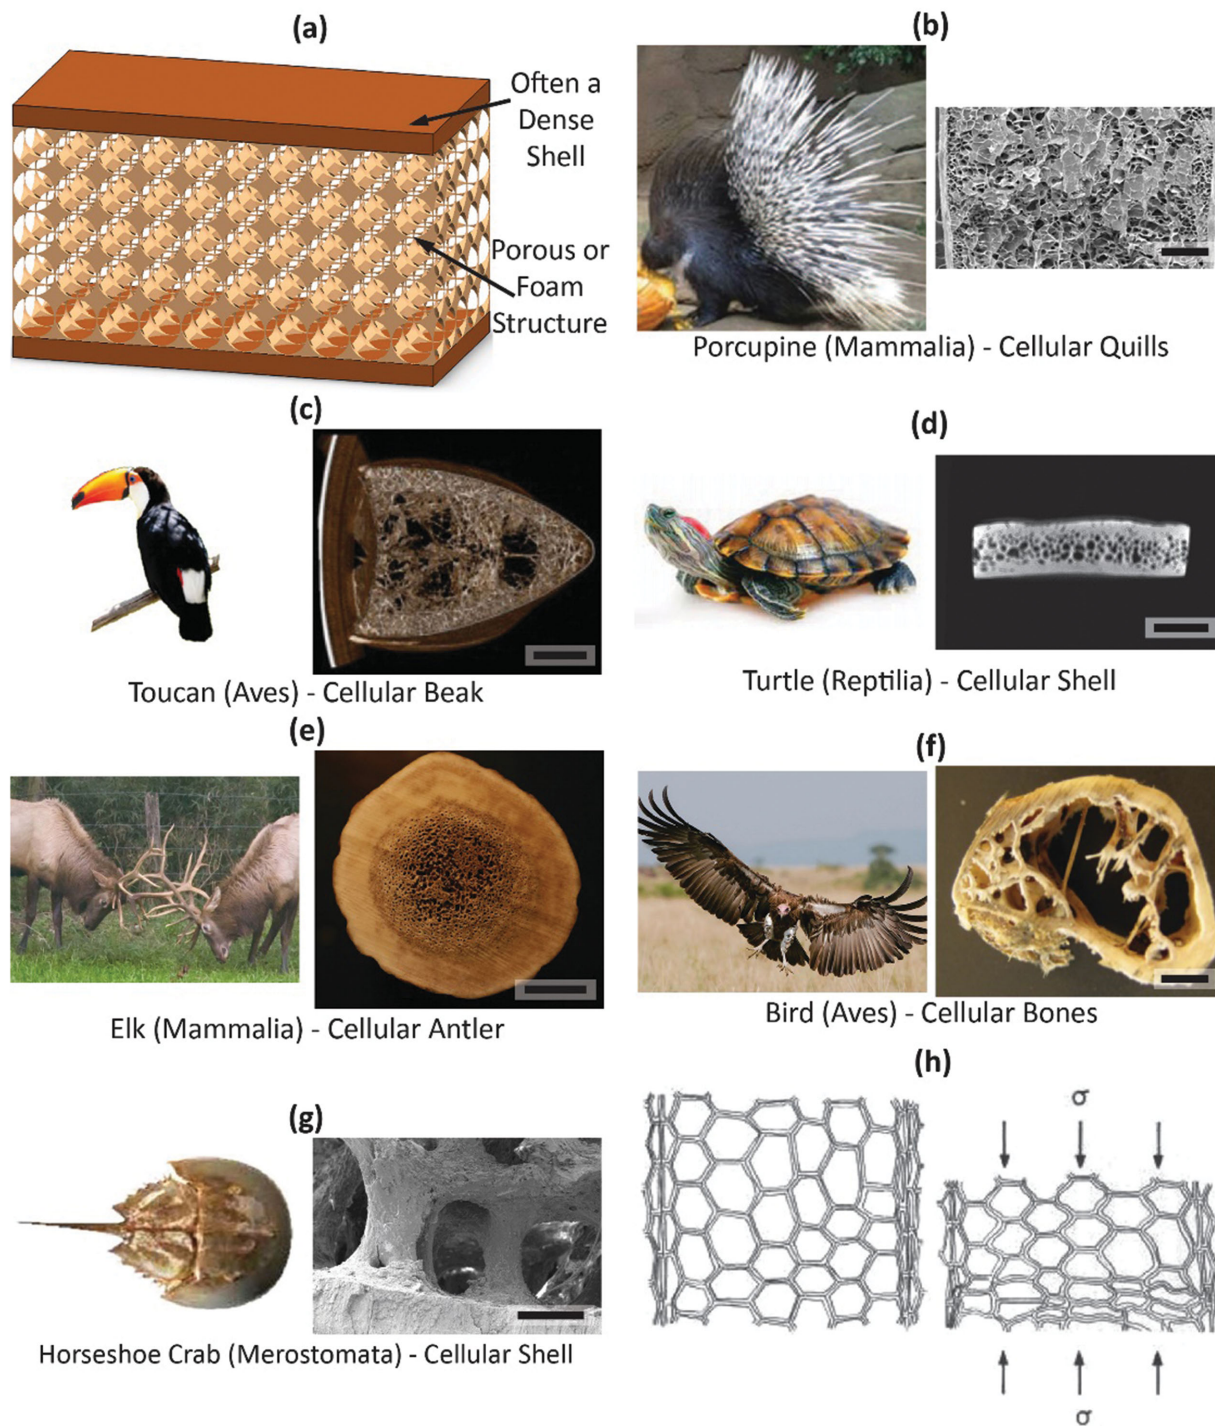 (a)
Often a
Dense
Shell
Porous or
Foam
Structure
(b)
Porcupine (Mammalia) - Cellular Quills
(c)
Toucan (Aves) - Cellular Beak
(d)
Turtle (Reptilia) - Cellular Shell
(e)
Elk (Mammalia) - Cellular Antler
(f)
Bird (Aves) - Cellular Bones
(g)
Horseshoe Crab (Merostomata) - Cellular Shell
(h)
σ
σ